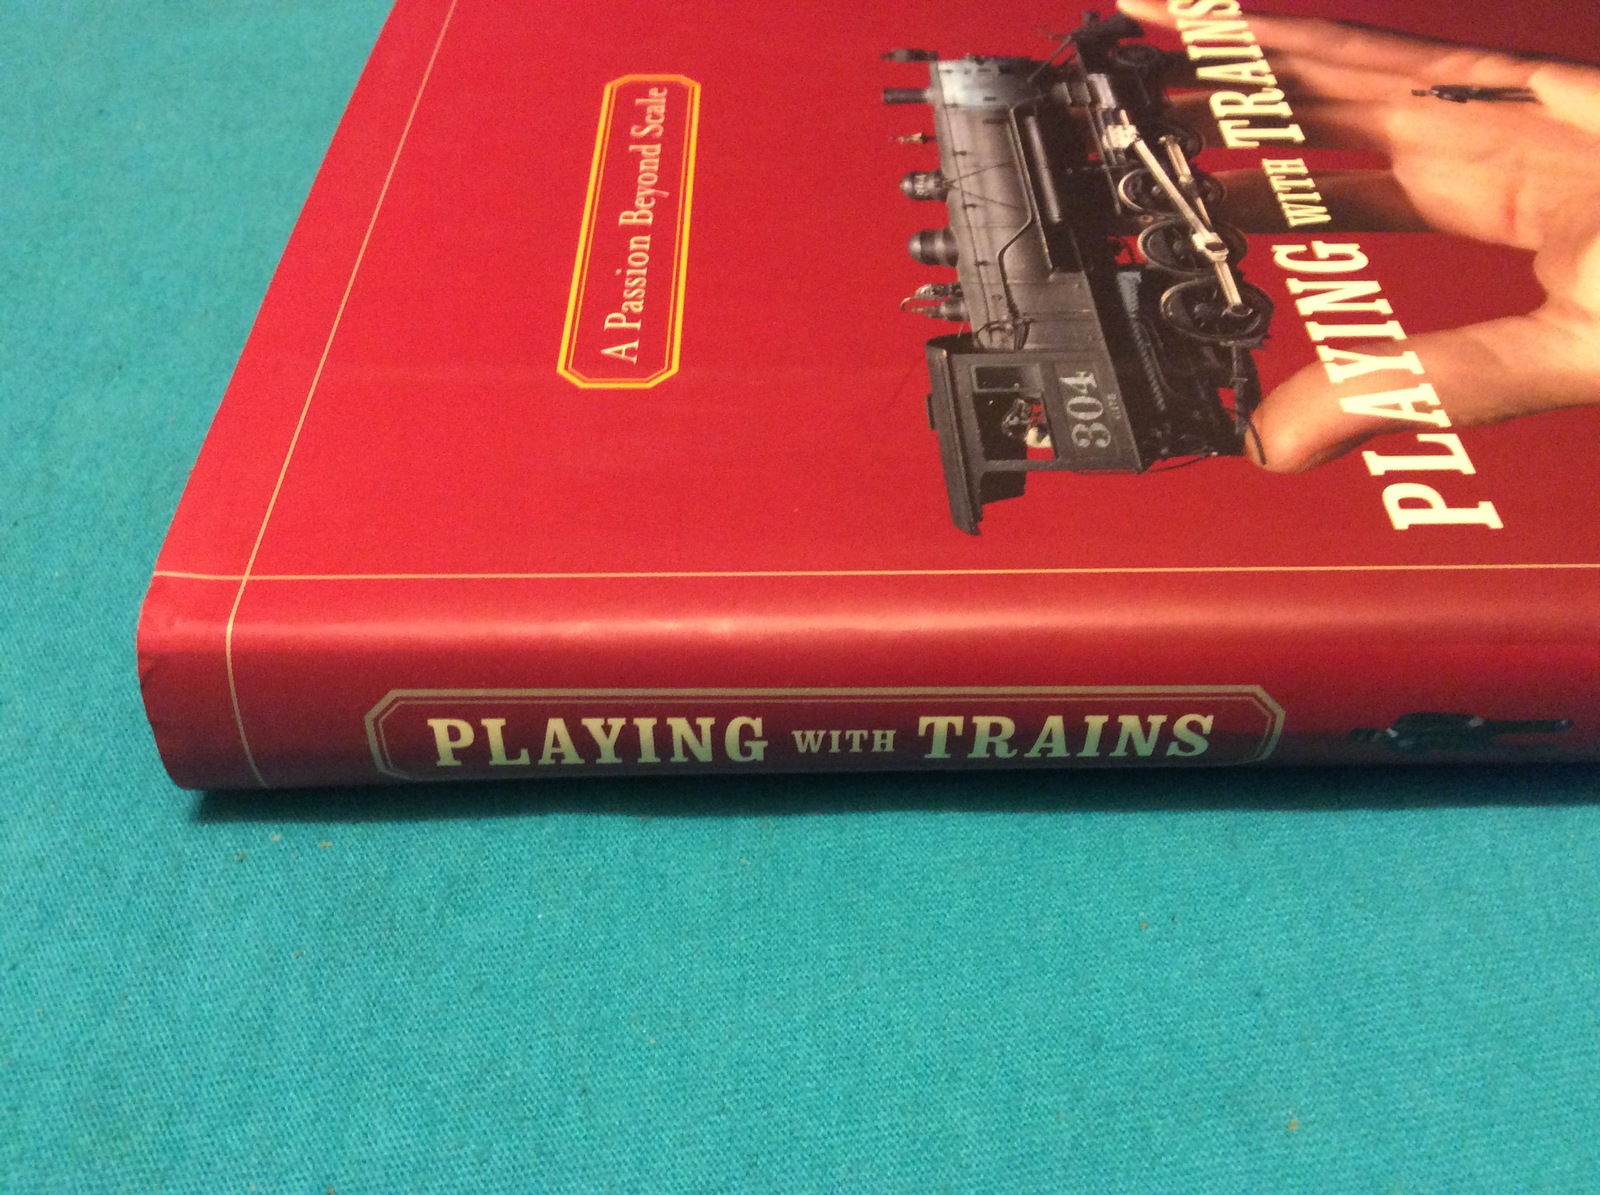 A Passion Beyond Scale
304
PLAYING WITH TRAINS
PLAYING WITH TRAINS